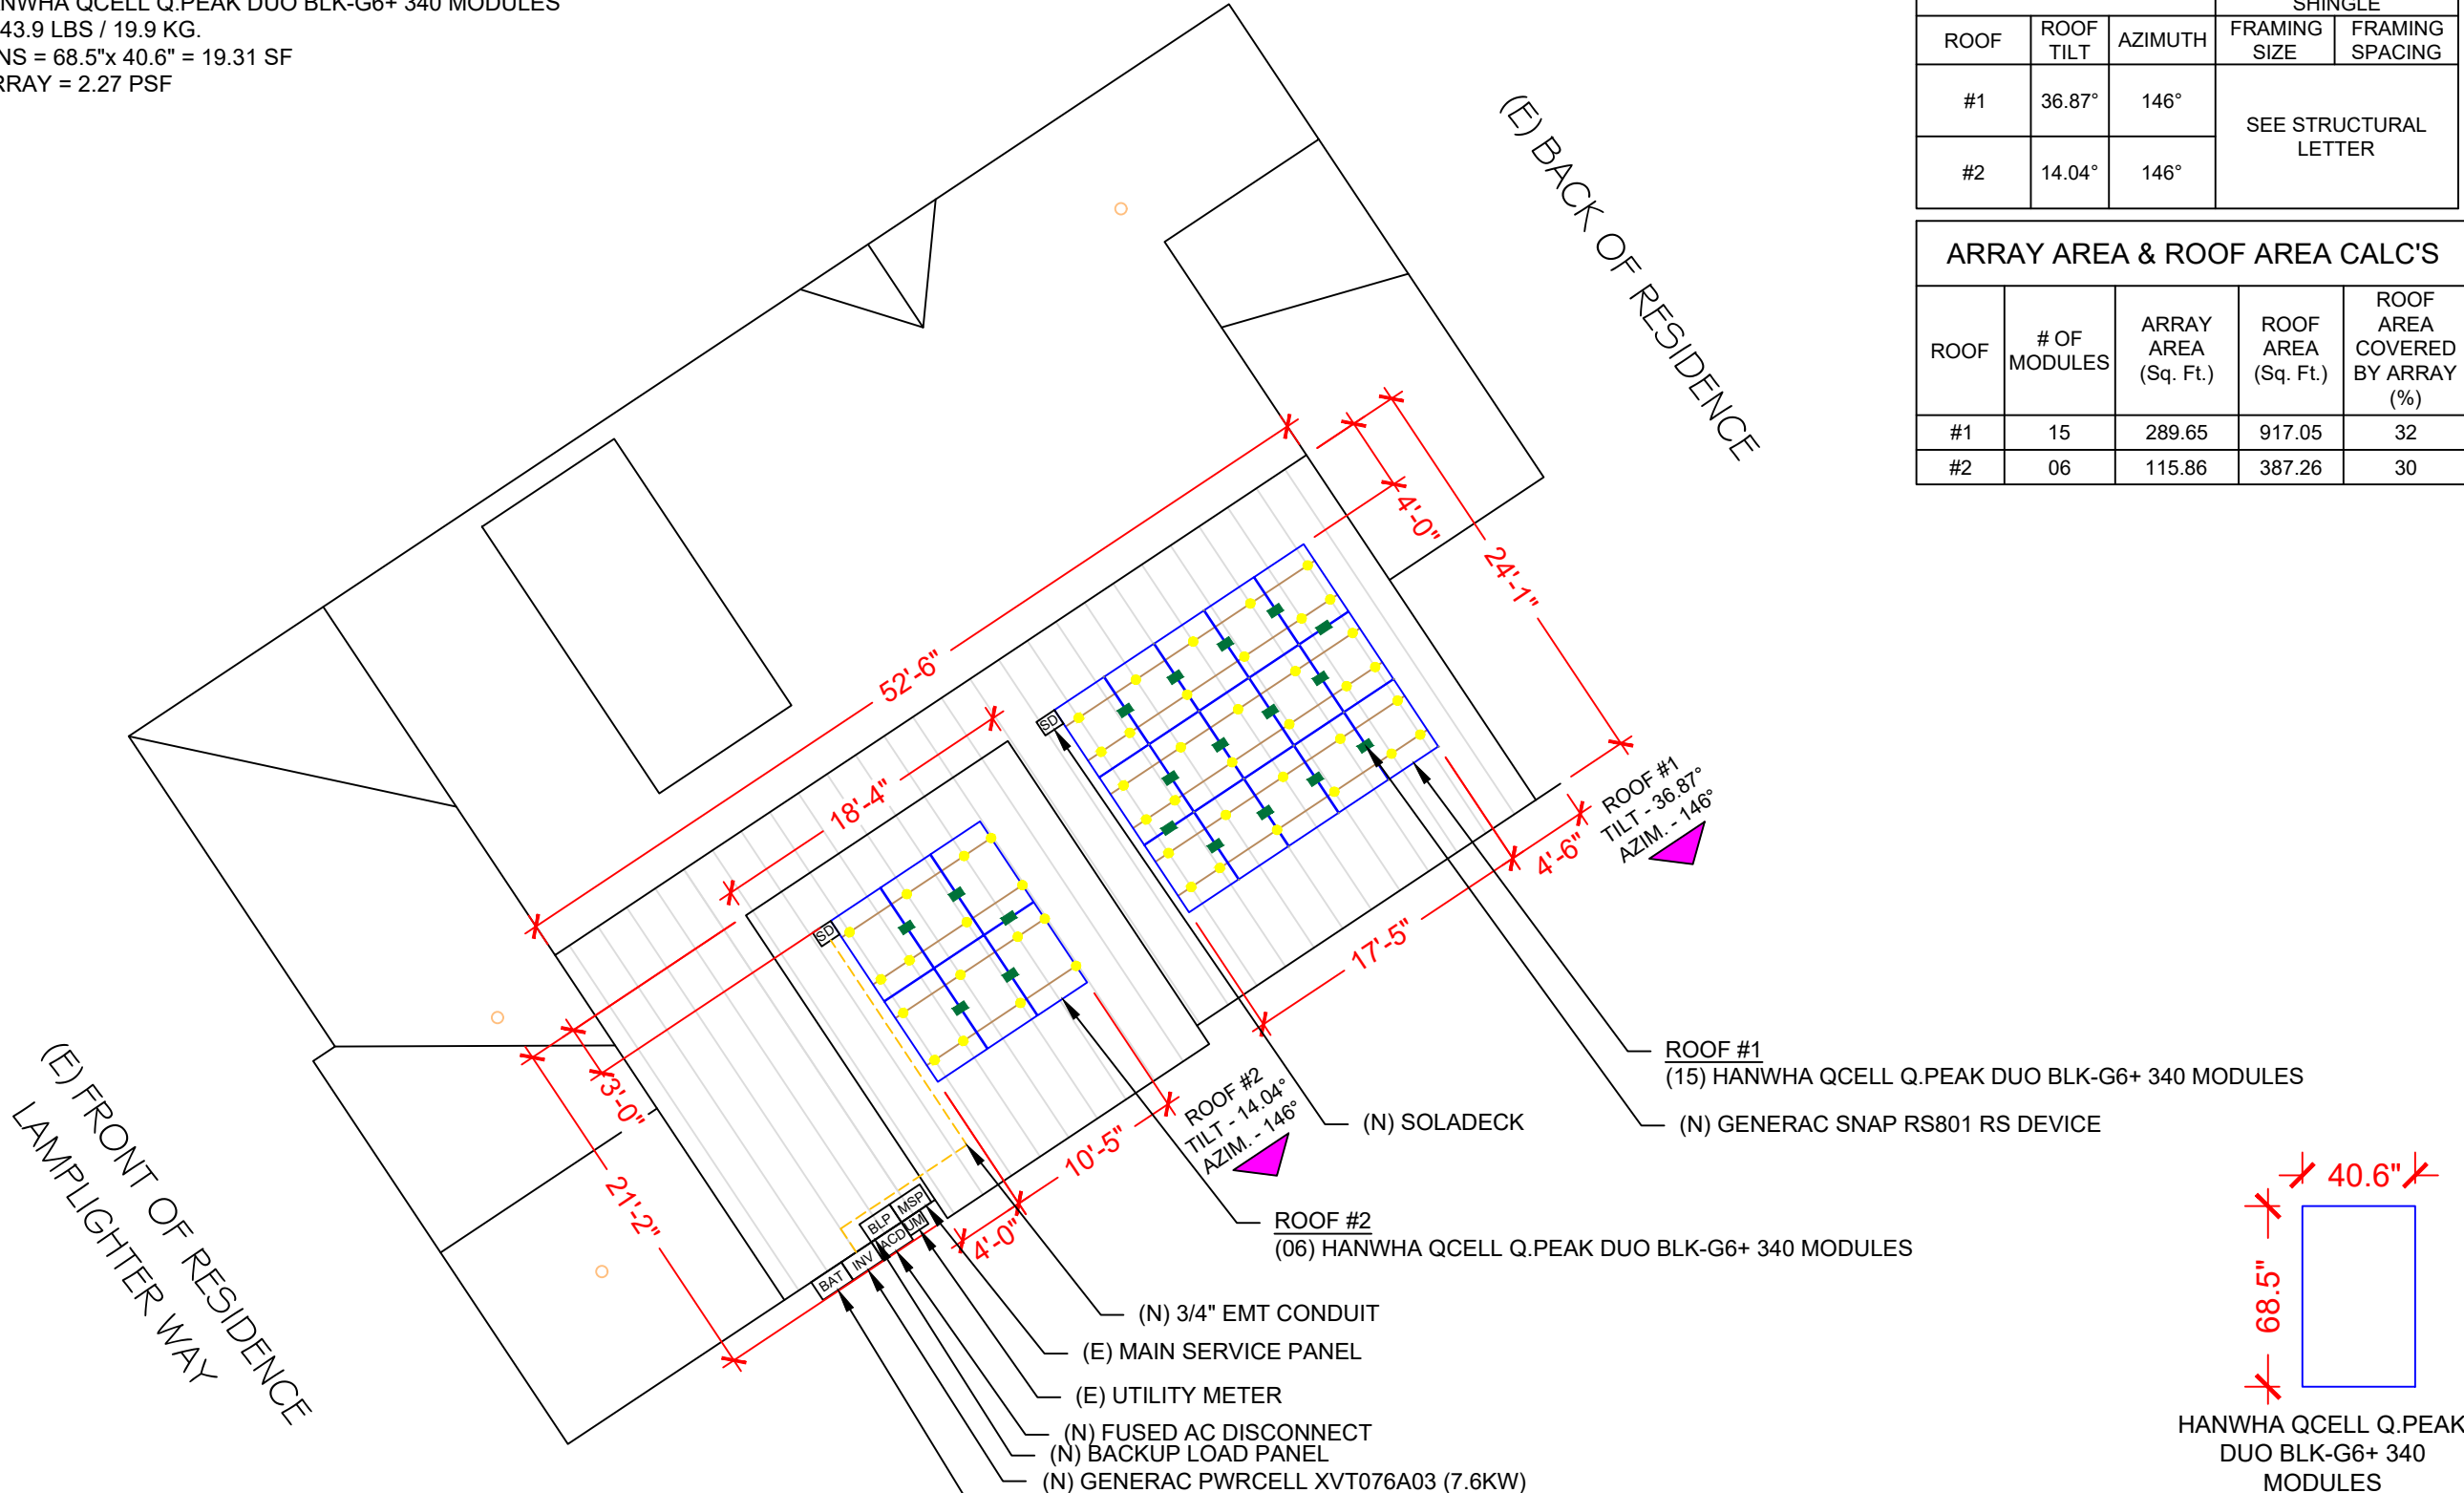 NWHA QCELL Q.PEAK DUO BLK-G6+ 340 MODULES
43.9 LBS / 19.9 KG.
NS = 68.5"x 40.6" = 19.31 SF
RRAY = 2.27 PSF
SHINGLE
ROOF
ROOF TILT
AZIMUTH
FRAMING SIZE
FRAMING SPACING
#1
36.87°
146°
SEE STRUCTURAL
LETTER
#2
14.04°
146°
ARRAY AREA & ROOF AREA CALC'S
ROOF
# OF MODULES
ARRAY AREA (Sq. Ft.)
ROOF AREA (Sq. Ft.)
ROOF AREA COVERED BY ARRAY (%)
#1 15 289.65 917.05 32
#2 06 115.86 387.26 30
(E) BACK OF RESIDENCE
4'-0"
24'-1"
52'-6"
18'-4"
SD
SD
ROOF #1
TILT - 36.87°
AZIM. - 146°
4'-6"
17'-5"
ROOF #2
TILT - 14.04°
AZIM. - 146°
10'-5"
4'-0"
3'-0"
21'-2"
BLP
MSP
BAT
INV
ACD
UM
(E) FRONT OF RESIDENCE
LAMPLIGHTER WAY
ROOF #1
(15) HANWHA QCELL Q.PEAK DUO BLK-G6+ 340 MODULES
(N) SOLADECK
(N) GENERAC SNAP RS801 RS DEVICE
ROOF #2
(06) HANWHA QCELL Q.PEAK DUO BLK-G6+ 340 MODULES
(N) 3/4" EMT CONDUIT
(E) MAIN SERVICE PANEL
(E) UTILITY METER
(N) FUSED AC DISCONNECT
(N) BACKUP LOAD PANEL
(N) GENERAC PWRCELL XVT076A03 (7.6KW)
40.6"
68.5"
HANWHA QCELL Q.PEAK
DUO BLK-G6+ 340
MODULES